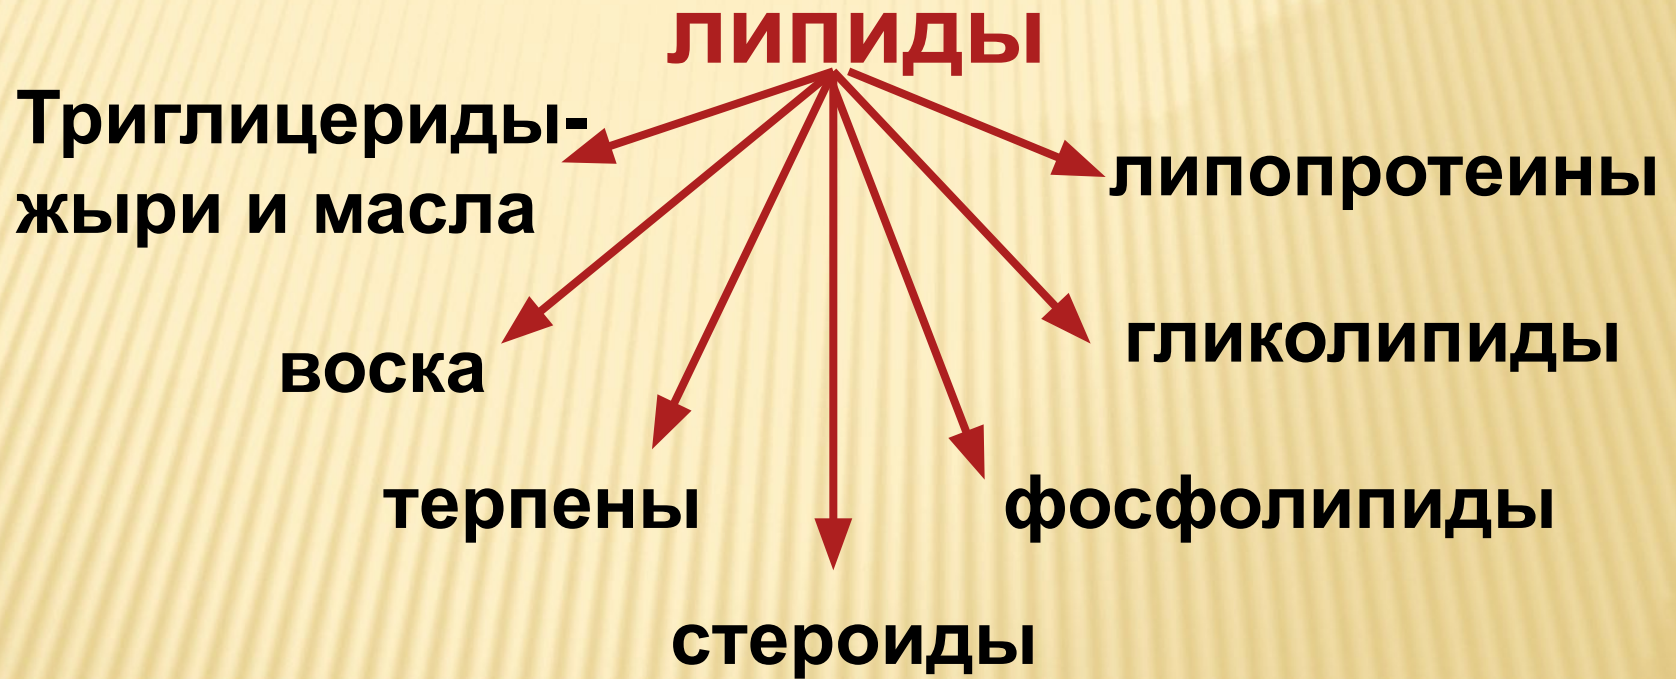 липиды
Триглицериды-
жыри и масла
липопротеины
воска
гликолипиды
терпены
фосфолипиды
стероиды